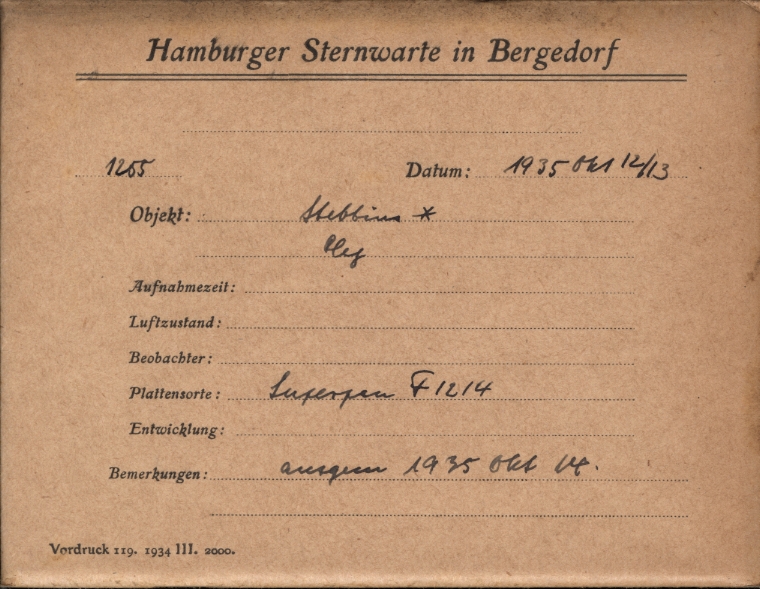 Hamburger Sternwarte in Bergedorf
1255 Datum: 1935 Okt 12/13
Objekt: Stebbins *
Aufnahmezeit:
Luftzustand:
Beobachter:
Plattensorte: Superpan F 1214
Entwicklung:
Bemerkungen: ausgem 1935 Okt 14.
Vordruck 119. 1934 III. 2000.